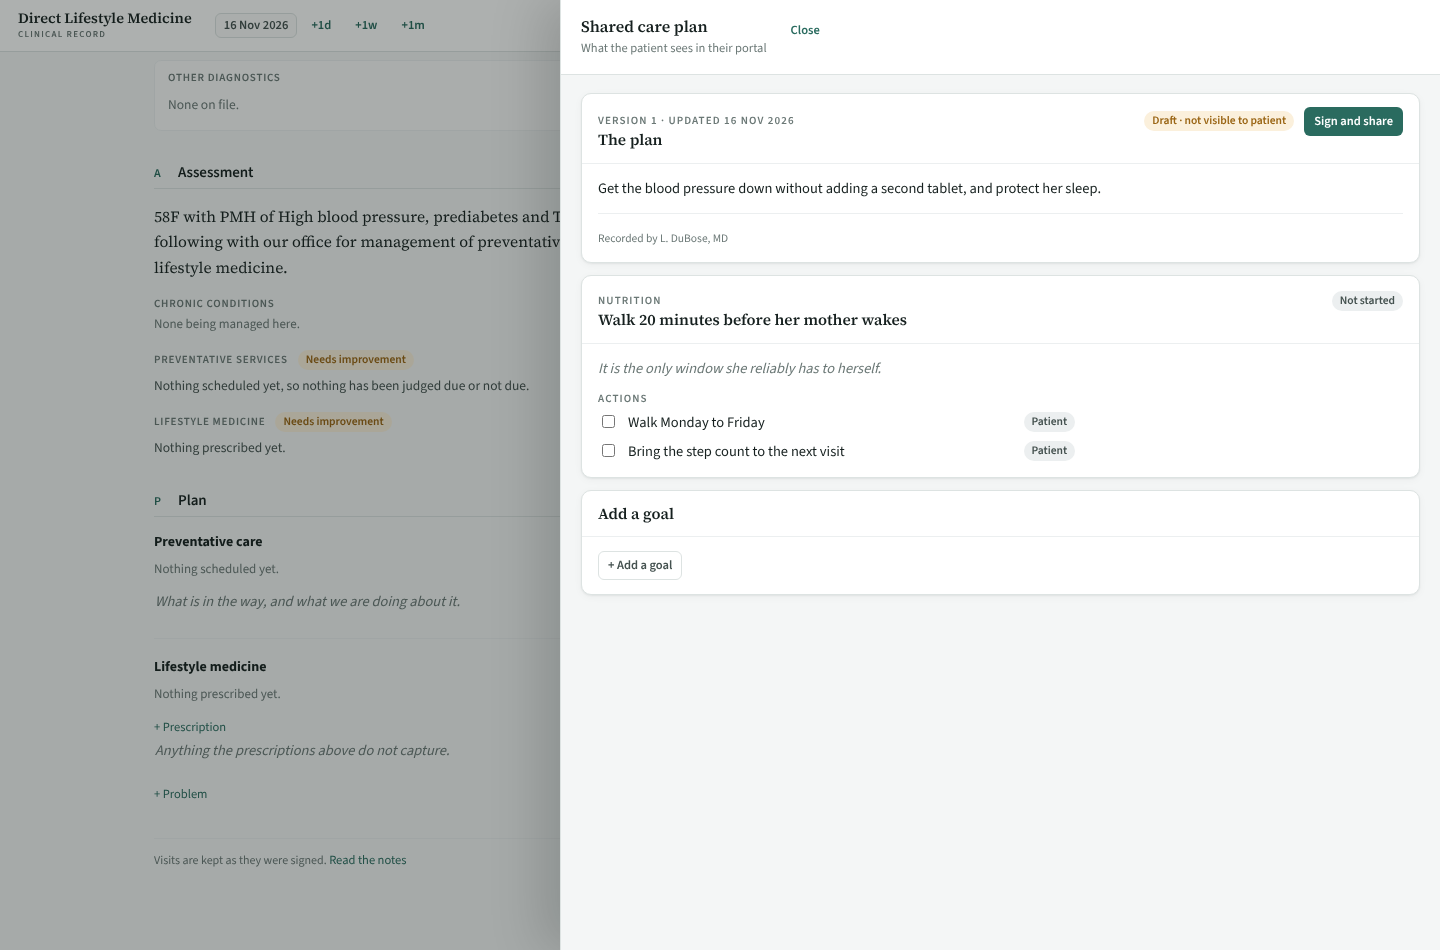 Direct Lifestyle Medicine
CLINICAL RECORD
16 Nov 2026
+1d
+1w
+1m
OTHER DIAGNOSTICS
None on file.
A Assessment
58F with PMH of High blood pressure, prediabetes and
following with our office for management of preventativ
lifestyle medicine.
CHRONIC CONDITIONS
None being managed here.
PREVENTATIVE SERVICES Needs improvement
Nothing scheduled yet, so nothing has been judged due or not due.
LIFESTYLE MEDICINE Needs improvement
Nothing prescribed yet.
P Plan
Preventative care
Nothing scheduled yet.
What is in the way, and what we are doing about it.
Lifestyle medicine
Nothing prescribed yet.
+ Prescription
Anything the prescriptions above do not capture.
+ Problem
Visits are kept as they were signed. Read the notes
Shared care plan
Close
What the patient sees in their portal
VERSION 1 · UPDATED 16 NOV 2026
Draft · not visible to patient
Sign and share
The plan
Get the blood pressure down without adding a second tablet, and protect her sleep.
Recorded by L. DuBose, MD
NUTRITION
Not started
Walk 20 minutes before her mother wakes
It is the only window she reliably has to herself.
ACTIONS
Walk Monday to Friday Patient
Bring the step count to the next visit Patient
Add a goal
+ Add a goal